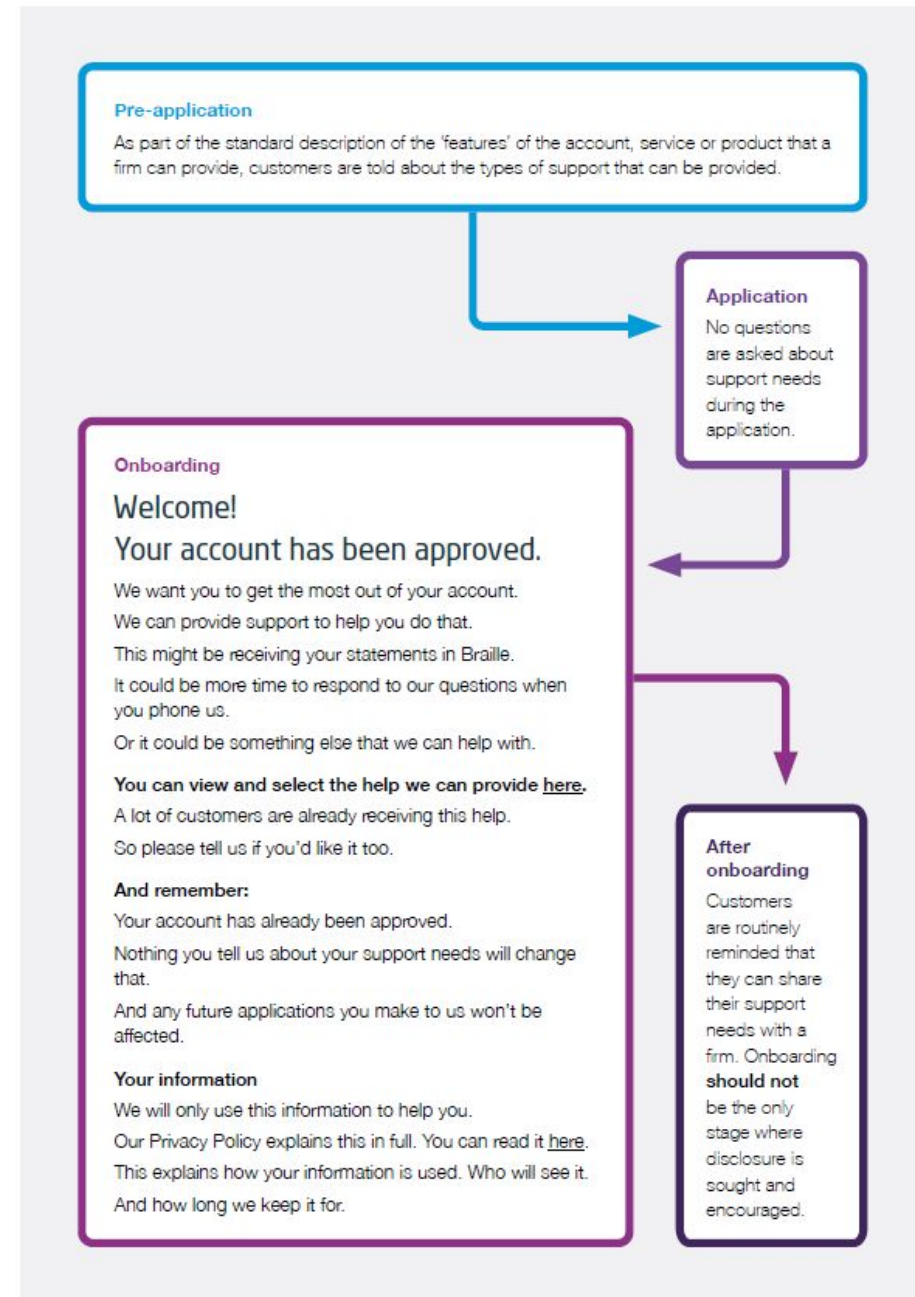 Pre-application
As part of the standard description of the ‘features’ of the account, service or product that a
firm can provide, customers are told about the types of support that can be provided.
Application
No questions
are asked about
support needs
during the
application.
Onboarding
Welcome!
Your account has been approved.
We want you to get the most out of your account.
We can provide support to help you do that.
This might be receiving your statements in Braille.
It could be more time to respond to our questions when
you phone us.
Or it could be something else that we can help with.
You can view and select the help we can provide here.
A lot of customers are already receiving this help.
So please tell us if you’d like it too.
And remember:
Your account has already been approved.
Nothing you tell us about your support needs will change
that.
And any future applications you make to us won’t be
affected.
Your information
We will only use this information to help you.
Our Privacy Policy explains this in full. You can read it here.
This explains how your information is used. Who will see it.
And how long we keep it for.
After
onboarding
Customers
are routinely
reminded that
they can share
their support
needs with a
firm. Onboarding
should not
be the only
stage where
disclosure is
sought and
encouraged.